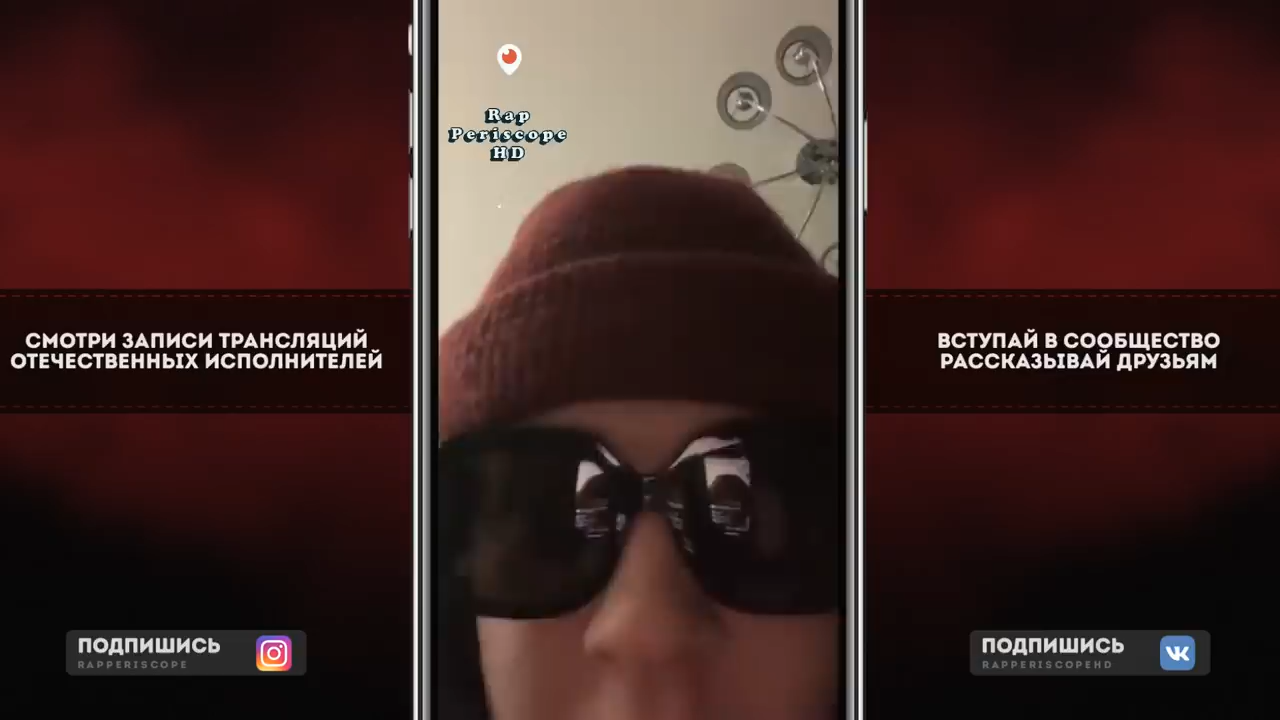 Rap
Periscope
HD
СМОТРИ ЗАПИСИ ТРАНСЛЯЦИЙ
ОТЕЧЕСТВЕННЫХ ИСПОЛНИТЕЛЕЙ
ВСТУПАЙ В СООБЩЕСТВО
РАССКАЗЫВАЙ ДРУЗЬЯМ
ПОДПИШИСЬ
RAPPERISCOPE
ПОДПИШИСЬ
RAPPERISCOPEHD